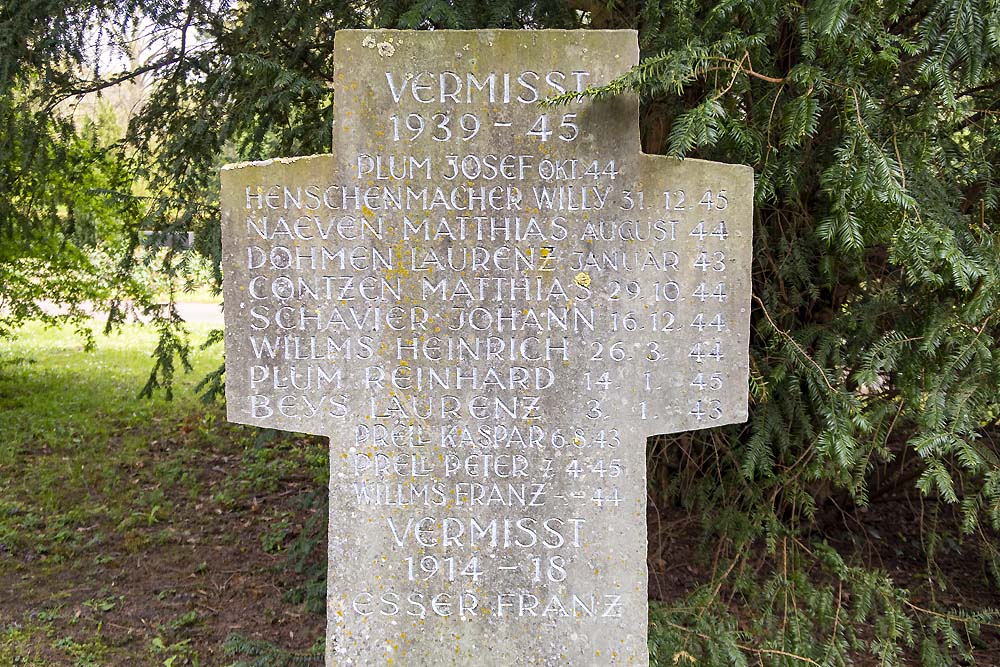 VERMISST
1939 - 45
PLUM JOSEF OKT. 44
HENSCHENMACHER WILLY 31. 12. 45
NAEVEN MATTHIAS AUGUST 44
DOHMEN LAURENZ JANUAR 43
CONTZEN MATTHIAS 29. 10. 44
SCHAVIER JOHANN 16. 12. 44
WILLMS HEINRICH 26. 3. 44
PLUM REINHARD 14. 1. 45
BEYS LAURENZ 3. 1. 43
PRELL KASPAR 6.8.43
PRELL PETER 7.4.45
WILLMS FRANZ -.-.44
VERMISST
1914 - 18
ESSER FRANZ